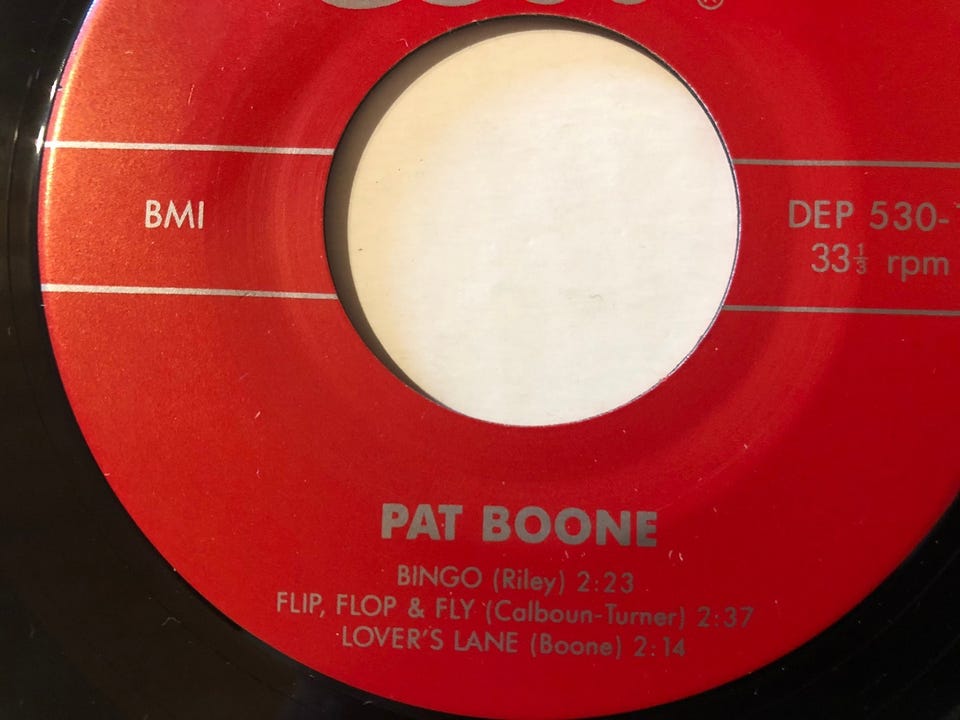 ®
BMI
DEP 530-
33⅓ rpm
PAT BOONE
BINGO (Riley) 2:23
FLIP, FLOP & FLY (Calboun-Turner) 2:37
LOVER'S LANE (Boone) 2:14